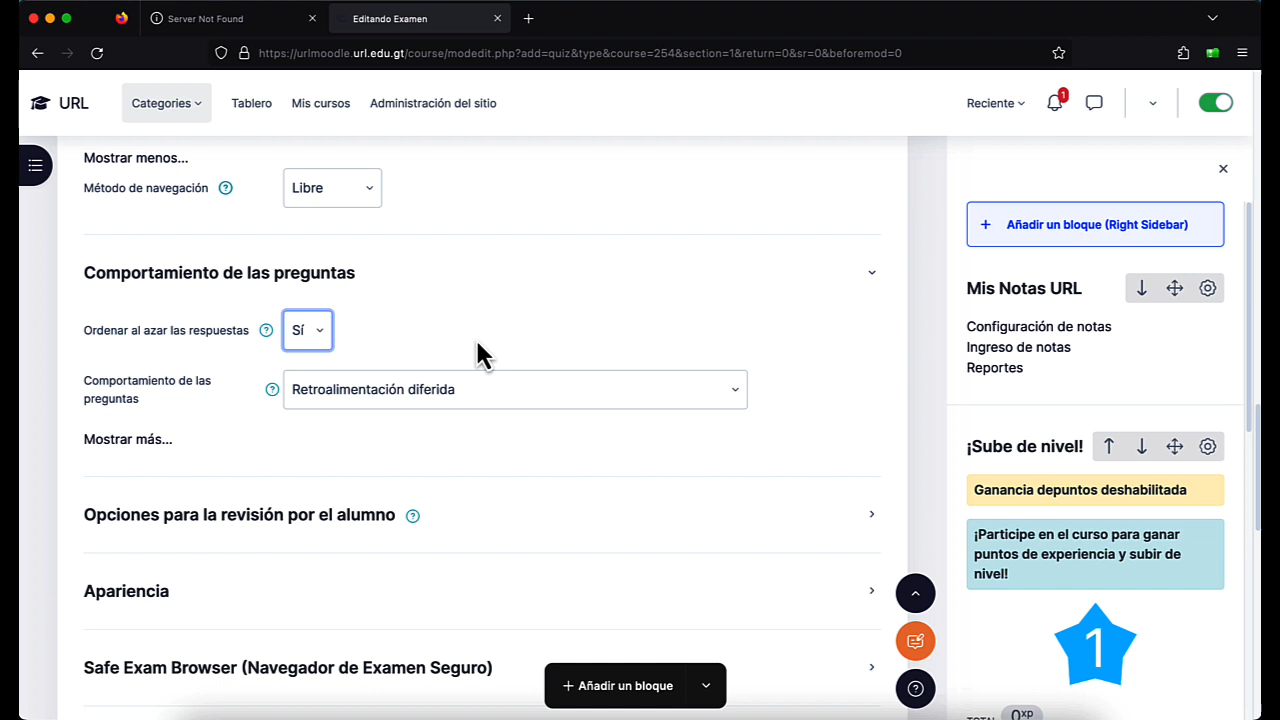 Server Not Found
Editando Examen
https://urlmoodle.url.edu.gt/course/modedit.php?add=quiz&type&course=254&section=1&return=0&sr=0&beforemod=0
URL
Categories
Tablero
Mis cursos
Administración del sitio
Reciente
1
Mostrar menos...
Método de navegación
Libre
Comportamiento de las preguntas
Ordenar al azar las respuestas
Sí
Comportamiento de las
preguntas
Retroalimentación diferida
Mostrar más...
Opciones para la revisión por el alumno
Apariencia
Safe Exam Browser (Navegador de Examen Seguro)
+ Añadir un bloque
+ Añadir un bloque (Right Sidebar)
Mis Notas URL
Configuración de notas
Ingreso de notas
Reportes
¡Sube de nivel!
Ganancia depuntos deshabilitada
¡Participe en el curso para ganar
puntos de experiencia y subir de
nivel!
1
TOTAL
0xp